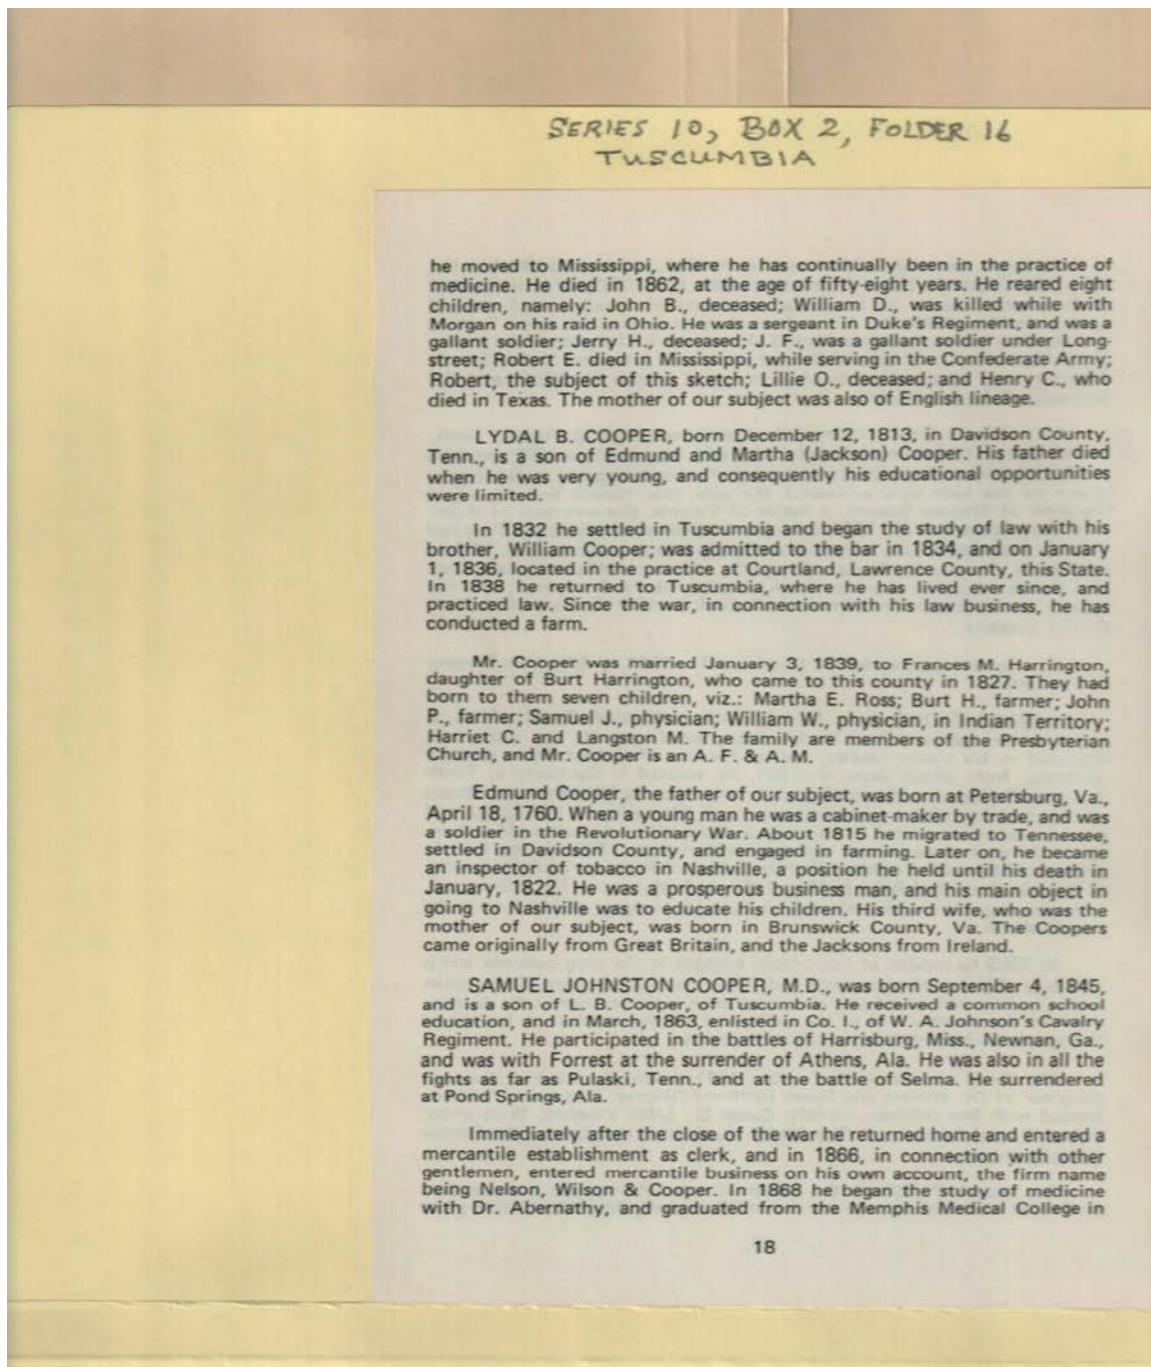 SERIES 10, BOX 2, FOLDER 16
TUSCUMBIA
he moved to Mississippi, where he has continually been in the practice of
medicine. He died in 1862, at the age of fifty-eight years. He reared eight
children, namely: John B., deceased; William D., was killed while with
Morgan on his raid in Ohio. He was a sergeant in Duke's Regiment, and was a
gallant soldier; Jerry H., deceased; J. F., was a gallant soldier under Long-
street; Robert E. died in Mississippi, while serving in the Confederate Army;
Robert, the subject of this sketch; Lillie O., deceased; and Henry C., who
died in Texas. The mother of our subject was also of English lineage.
LYDAL B. COOPER, born December 12, 1813, in Davidson County,
Tenn., is a son of Edmund and Martha (Jackson) Cooper. His father died
when he was very young, and consequently his educational opportunities
were limited.
In 1832 he settled in Tuscumbia and began the study of law with his
brother, William Cooper; was admitted to the bar in 1834, and on January
1, 1836, located in the practice at Courtland, Lawrence County, this State.
In 1838 he returned to Tuscumbia, where he has lived ever since, and
practiced law. Since the war, in connection with his law business, he has
conducted a farm.
Mr. Cooper was married January 3, 1839, to Frances M. Harrington,
daughter of Burt Harrington, who came to this county in 1827. They had
born to them seven children, viz.: Martha E. Ross; Burt H., farmer; John
P., farmer; Samuel J., physician; William W., physician, in Indian Territory;
Harriet C. and Langston M. The family are members of the Presbyterian
Church, and Mr. Cooper is an A. F. & A. M.
Edmund Cooper, the father of our subject, was born at Petersburg, Va.,
April 18, 1760. When a young man he was a cabinet-maker by trade, and was
a soldier in the Revolutionary War. About 1815 he migrated to Tennessee,
settled in Davidson County, and engaged in farming. Later on, he became
an inspector of tobacco in Nashville, a position he held until his death in
January, 1822. He was a prosperous business man, and his main object in
going to Nashville was to educate his children. His third wife, who was the
mother of our subject, was born in Brunswick County, Va. The Coopers
came originally from Great Britain, and the Jacksons from Ireland.
SAMUEL JOHNSTON COOPER, M.D., was born September 4, 1845,
and is a son of L. B. Cooper, of Tuscumbia. He received a common school
education, and in March, 1863, enlisted in Co. I., of W. A. Johnson's Cavalry
Regiment. He participated in the battles of Harrisburg, Miss., Newnan, Ga.,
and was with Forrest at the surrender of Athens, Ala. He was also in all the
fights as far as Pulaski, Tenn., and at the battle of Selma. He surrendered
at Pond Springs, Ala.
Immediately after the close of the war he returned home and entered a
mercantile establishment as clerk, and in 1866, in connection with other
gentlemen, entered mercantile business on his own account, the firm name
being Nelson, Wilson & Cooper. In 1868 he began the study of medicine
with Dr. Abernathy, and graduated from the Memphis Medical College in
18